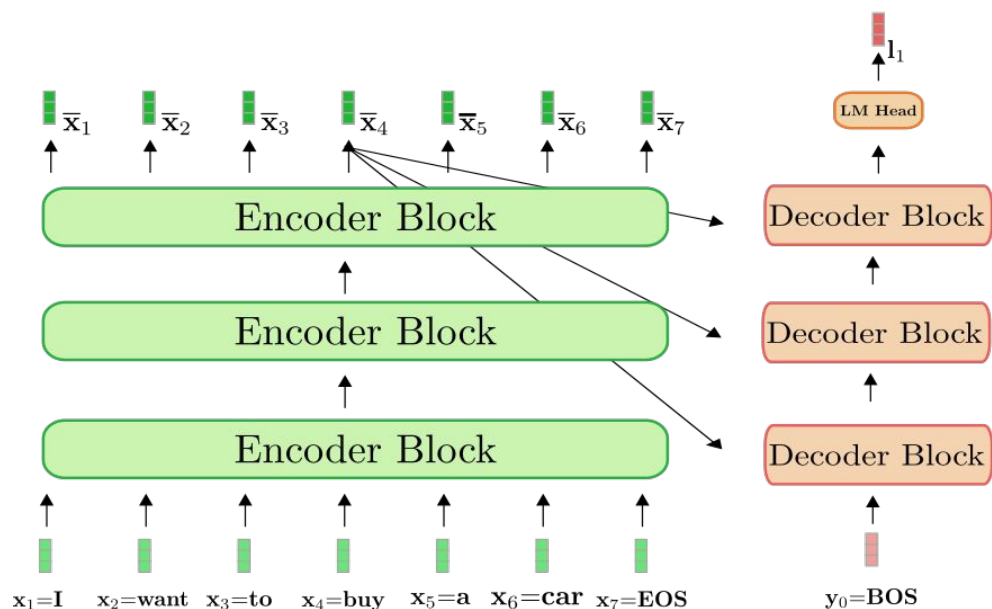 l₁
LM Head
x̅₁ x̅₂ x̅₃ x̅₄ x̅₅ x̅₆ x̅₇
Encoder Block
Decoder Block
Encoder Block
Decoder Block
Encoder Block
Decoder Block
x₁=I x₂=want x₃=to x₄=buy x₅=a x₆=car x₇=EOS
y₀=BOS